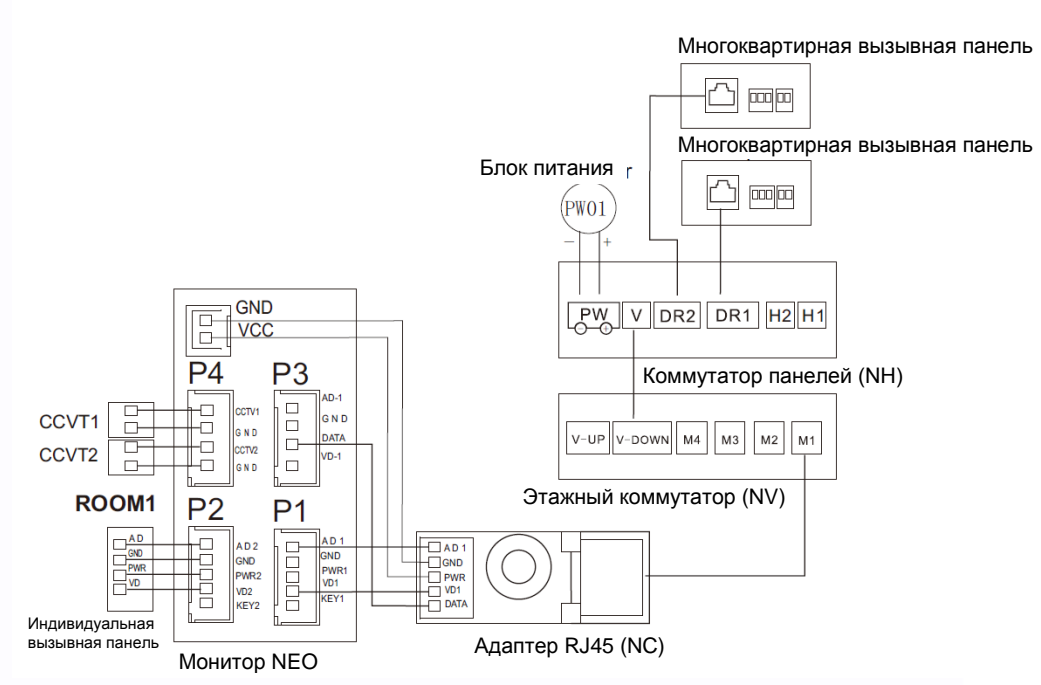 Многоквартирная вызывная панель
Многоквартирная вызывная панель
Блок питания r
PW01
− +
PW V DR2 DR1 H2 H1
− +
Коммутатор панелей (NH)
V-UP V-DOWN M4 M3 M2 M1
Этажный коммутатор (NV)
GND
VCC
P4 P3
CCVT1
CCVT2
CCTV1
GND
CCTV2
GND
AD-1
GND
DATA
VD-1
ROOM1
P2 P1
AD
GND
PWR
VD
AD2
GND
PWR2
VD2
KEY2
AD1
GND
PWR1
VD1
KEY1
AD1
GND
PWR
VD1
DATA
Индивидуальная
вызывная панель
Монитор NEO
Адаптер RJ45 (NC)